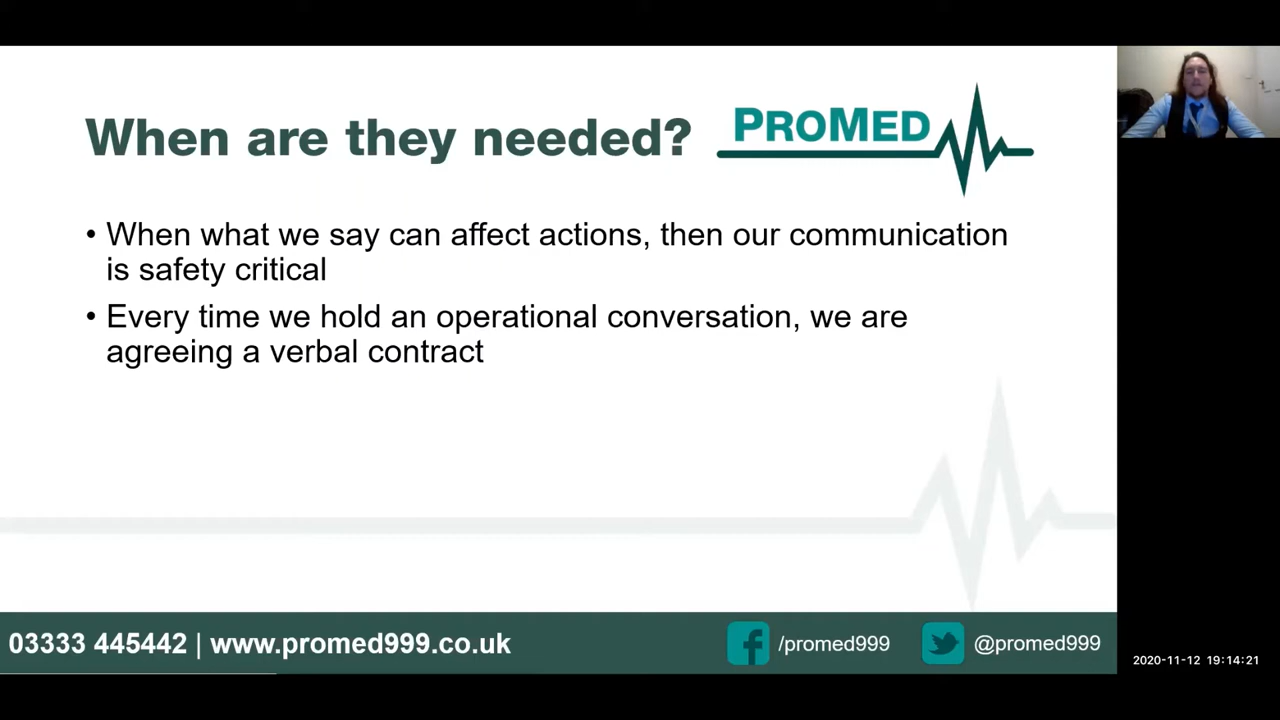 When are they needed?
PROMED
• When what we say can affect actions, then our communication
is safety critical
• Every time we hold an operational conversation, we are
agreeing a verbal contract
03333 445442 | www.promed999.co.uk
/promed999
@promed999
2020-11-12 19:14:21